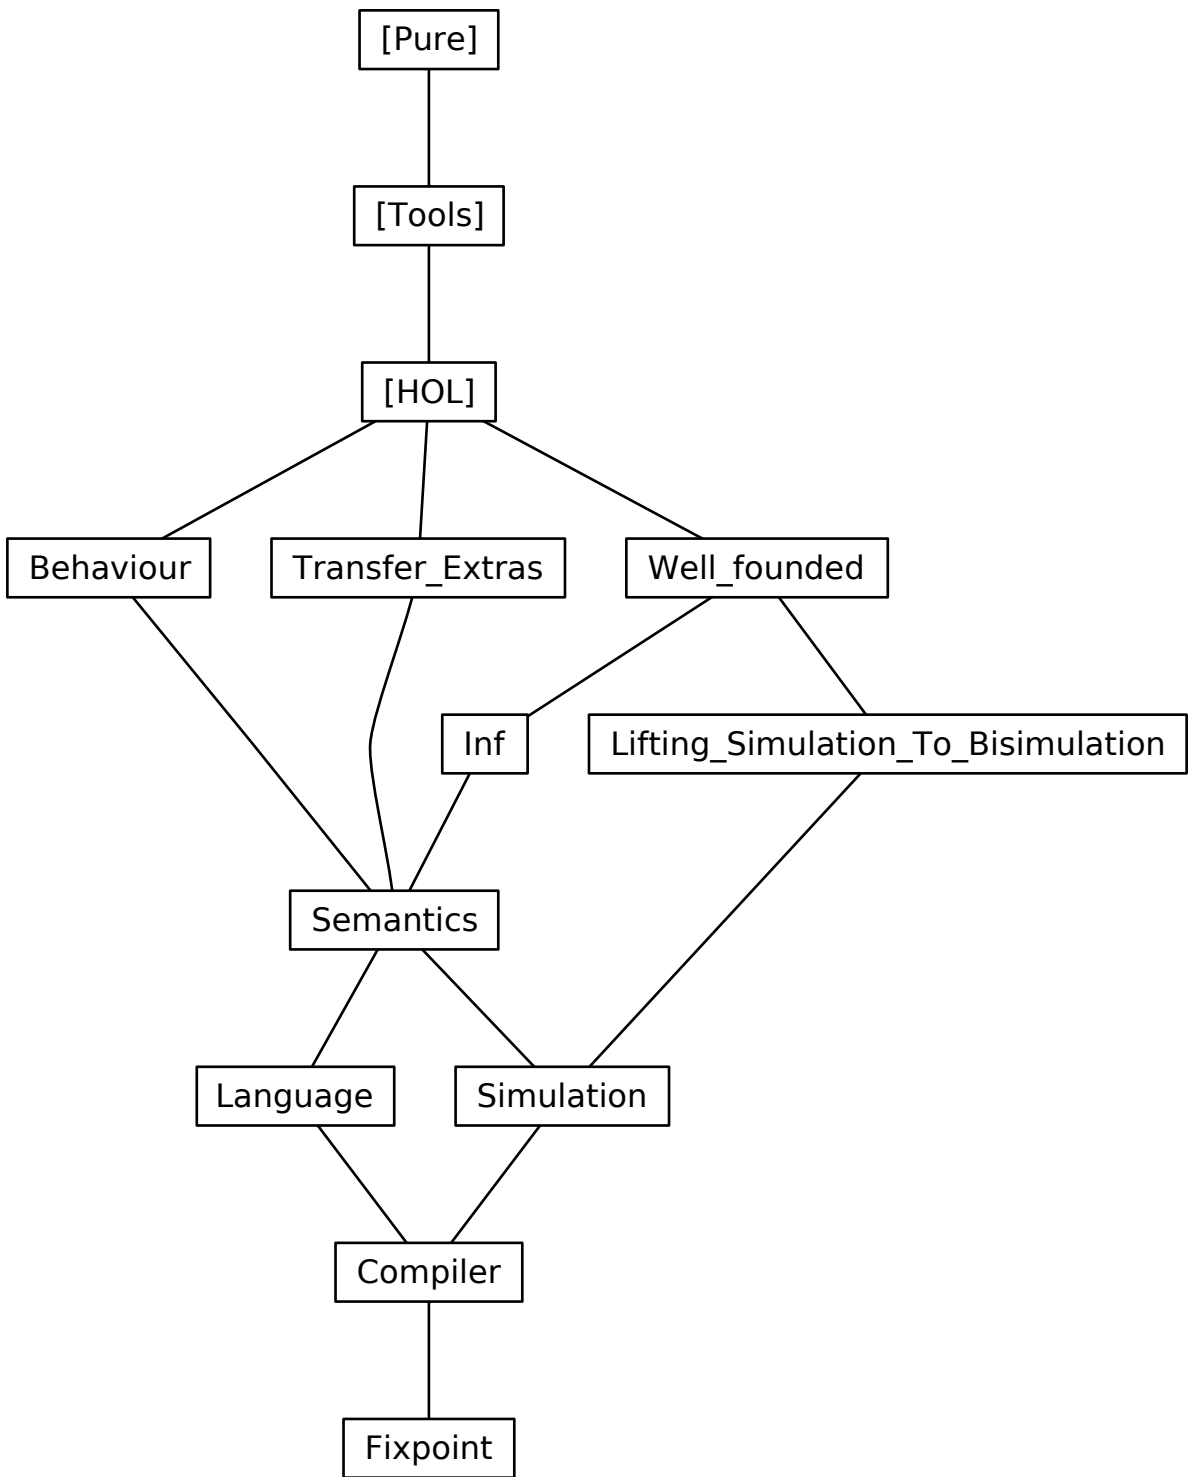 [Pure]
[Tools]
[HOL]
Behaviour
Transfer_Extras
Well_founded
Inf
Lifting_Simulation_To_Bisimulation
Semantics
Language
Simulation
Compiler
Fixpoint